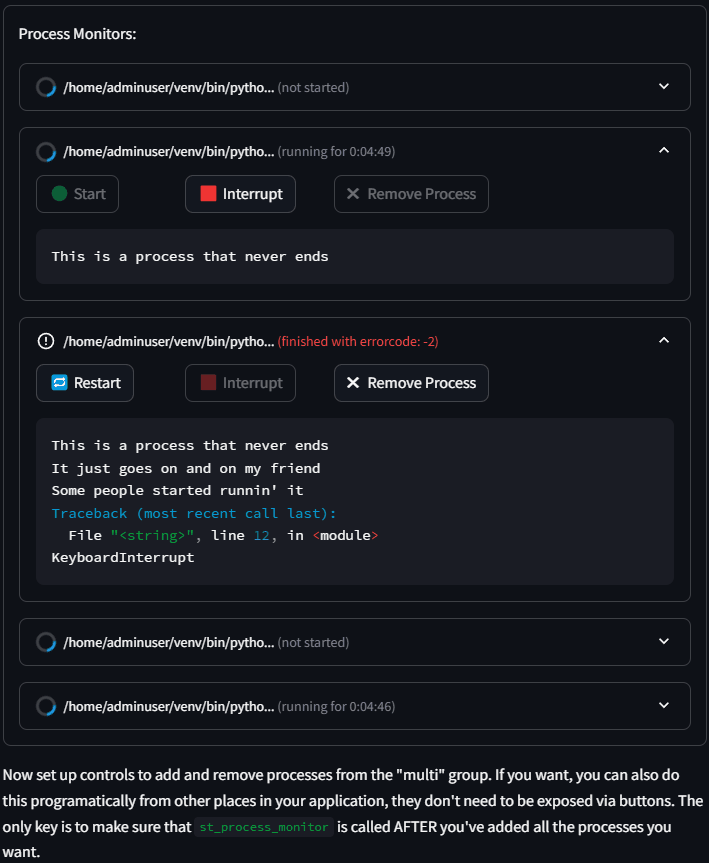 Process Monitors:
/home/adminuser/venv/bin/pytho... (not started)
/home/adminuser/venv/bin/pytho... (running for 0:04:49)
Start Interrupt Remove Process
This is a process that never ends
/home/adminuser/venv/bin/pytho... (finished with errorcode: -2)
Restart Interrupt Remove Process
This is a process that never ends
It just goes on and on my friend
Some people started runnin' it
Traceback (most recent call last):
  File "<string>", line 12, in <module>
KeyboardInterrupt
/home/adminuser/venv/bin/pytho... (not started)
/home/adminuser/venv/bin/pytho... (running for 0:04:46)
Now set up controls to add and remove processes from the "multi" group. If you want, you can also do
this programatically from other places in your application, they don't need to be exposed via buttons. The
only key is to make sure that st_process_monitor is called AFTER you've added all the processes you
want.